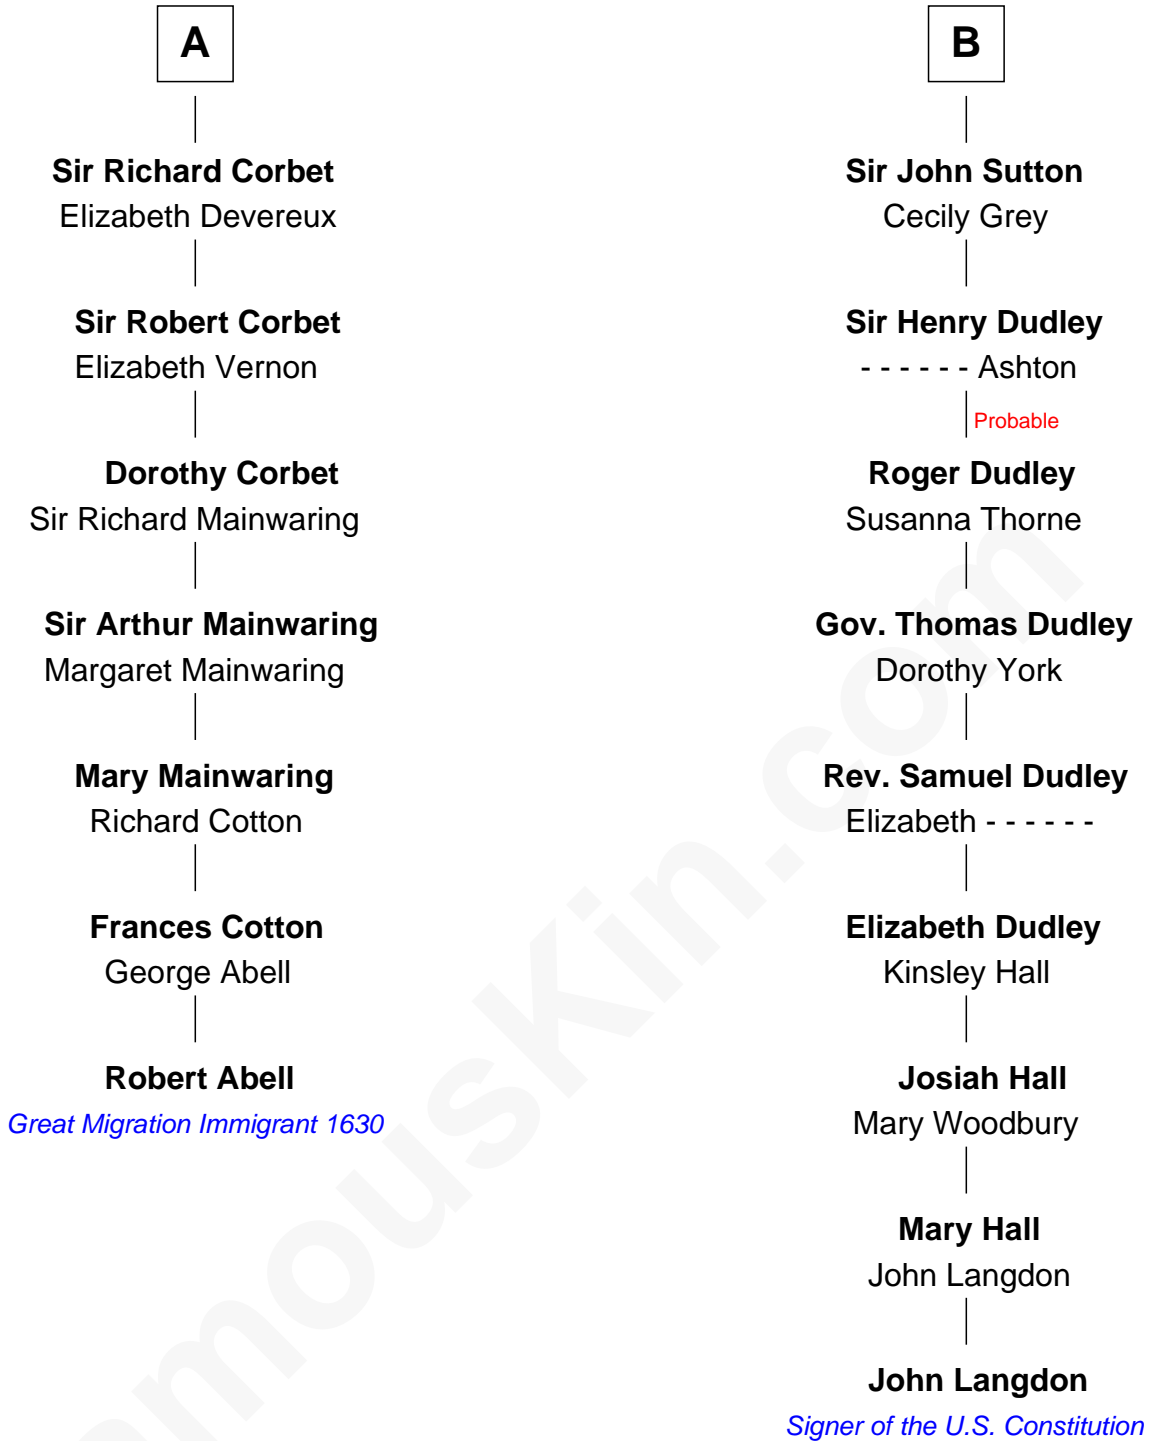 A
Sir Richard Corbet
Elizabeth Devereux
Sir Robert Corbet
Elizabeth Vernon
Dorothy Corbet
Sir Richard Mainwaring
Sir Arthur Mainwaring
Margaret Mainwaring
Mary Mainwaring
Richard Cotton
Frances Cotton
George Abell
Robert Abell
Great Migration Immigrant 1630
B
Sir John Sutton
Cecily Grey
Sir Henry Dudley
- - - - - - Ashton
Probable
Roger Dudley
Susanna Thorne
Gov. Thomas Dudley
Dorothy York
Rev. Samuel Dudley
Elizabeth - - - - - -
Elizabeth Dudley
Kinsley Hall
Josiah Hall
Mary Woodbury
Mary Hall
John Langdon
John Langdon
Signer of the U.S. Constitution
amousKin.com